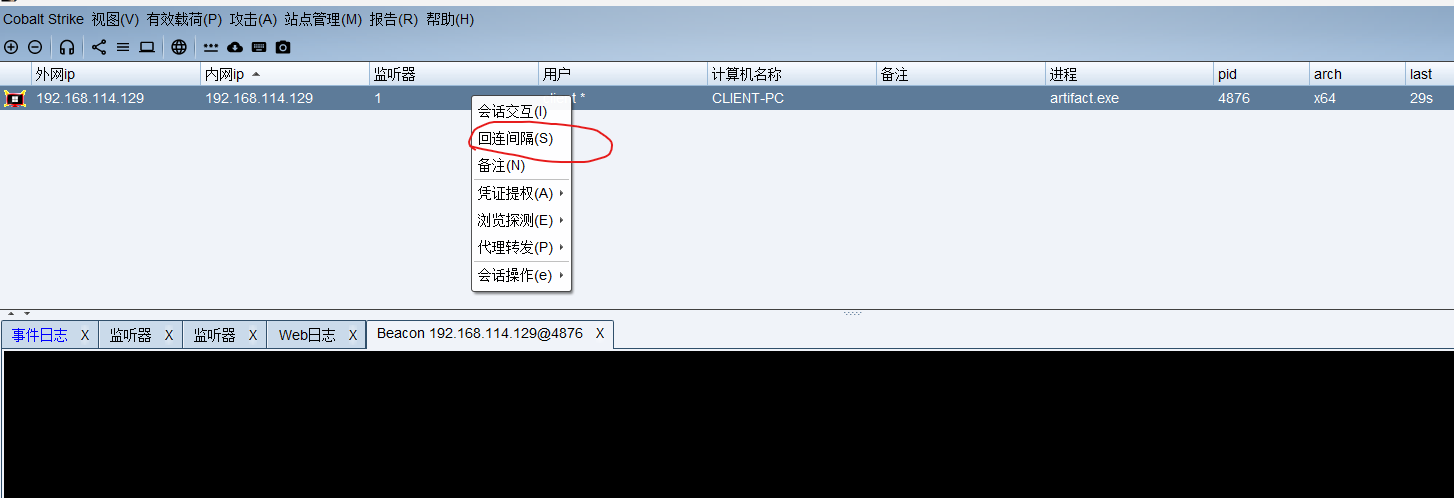 Cobalt Strike 视图(V) 有效载荷(P) 攻击(A) 站点管理(M) 报告(R) 帮助(H)
外网ip 内网ip 监听器 用户 计算机名称 备注 进程 pid arch last
192.168.114.129 192.168.114.129 1 * CLIENT-PC artifact.exe 4876 x64 29s
会话交互(I)
回连间隔(S)
备注(N)
凭证提权(A)
浏览探测(E)
代理转发(P)
会话操作(e)
事件日志 X 监听器 X 监听器 X Web日志 X Beacon 192.168.114.129@4876 X